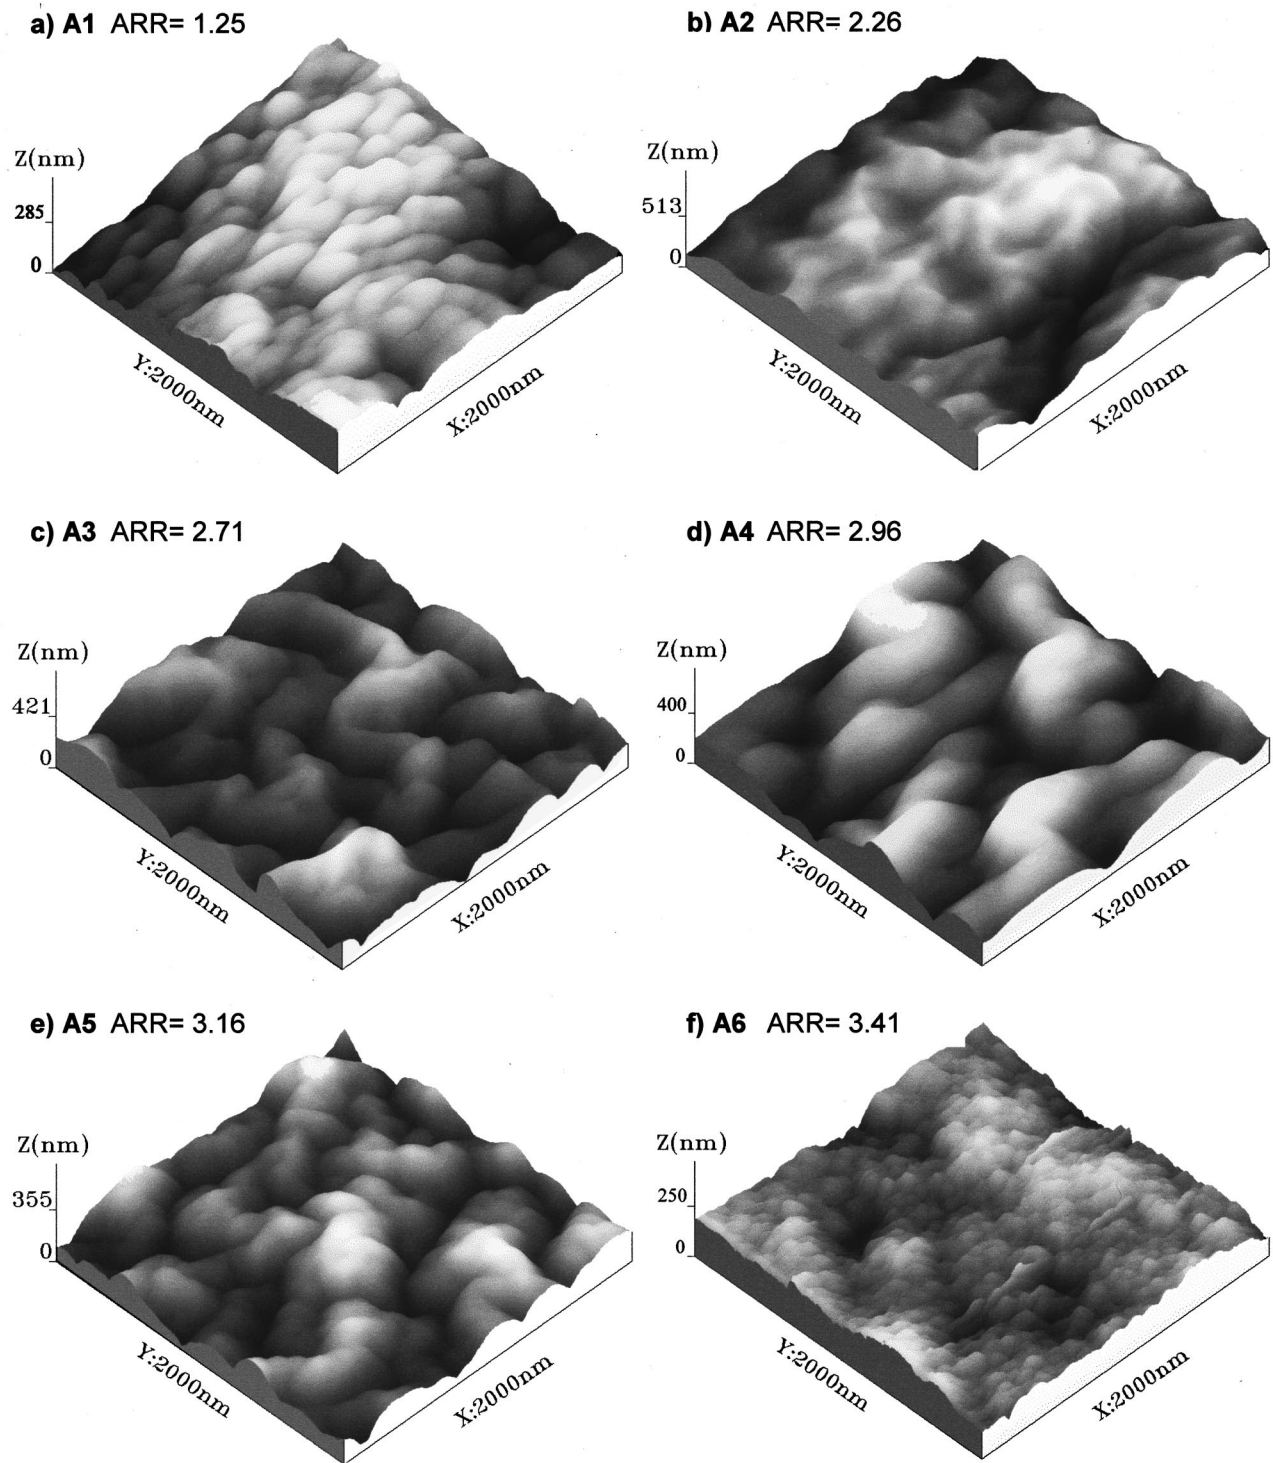 a) A1 ARR= 1.25
b) A2 ARR= 2.26
Z(nm)
285
0
Y:2000nm
X:2000nm
Z(nm)
513
0
Y:2000nm
X:2000nm
c) A3 ARR= 2.71
d) A4 ARR= 2.96
Z(nm)
421
0
Y:2000nm
X:2000nm
Z(nm)
400
0
Y:2000nm
X:2000nm
e) A5 ARR= 3.16
f) A6 ARR= 3.41
Z(nm)
355
0
Y:2000nm
X:2000nm
Z(nm)
250
0
Y:2000nm
X:2000nm